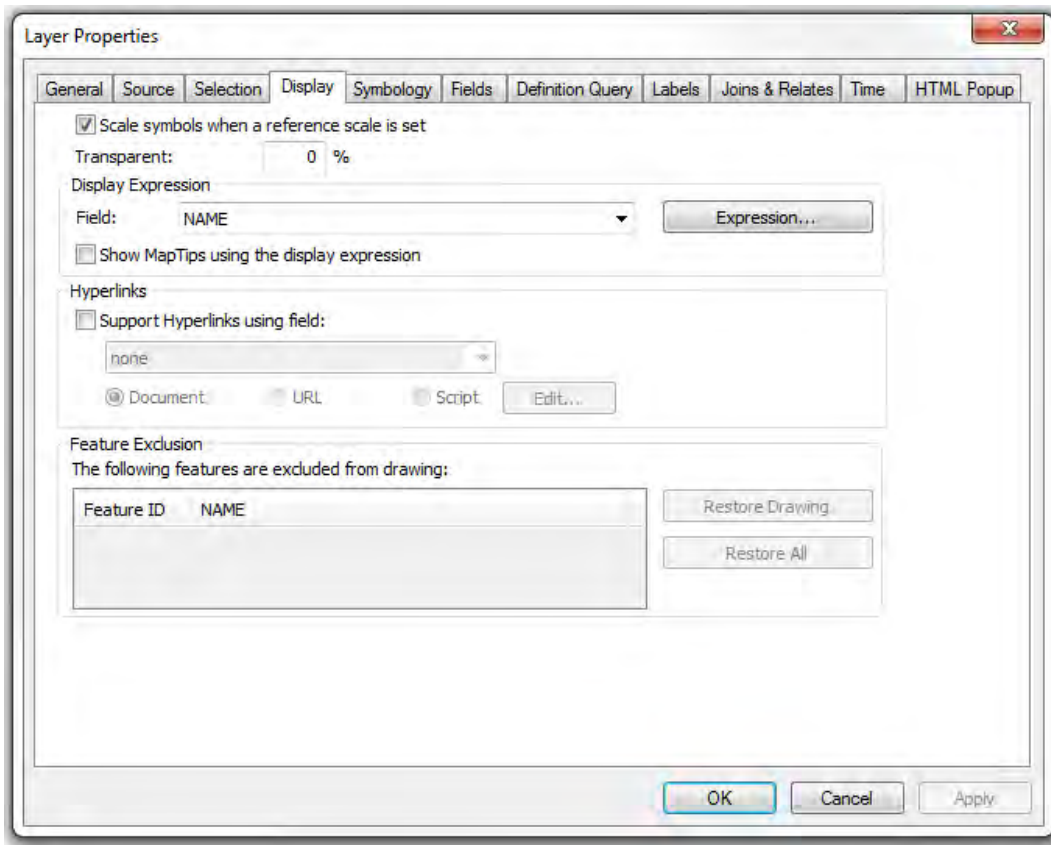 Layer Properties
General Source Selection Display Symbology Fields Definition Query Labels Joins & Relates Time HTML Popup
Scale symbols when a reference scale is set
Transparent: 0 %
Display Expression
Field: NAME Expression...
Show MapTips using the display expression
Hyperlinks
Support Hyperlinks using field:
none
Document URL Script Edit...
Feature Exclusion
The following features are excluded from drawing:
Feature ID NAME Restore Drawing
Restore All
OK Cancel Apply